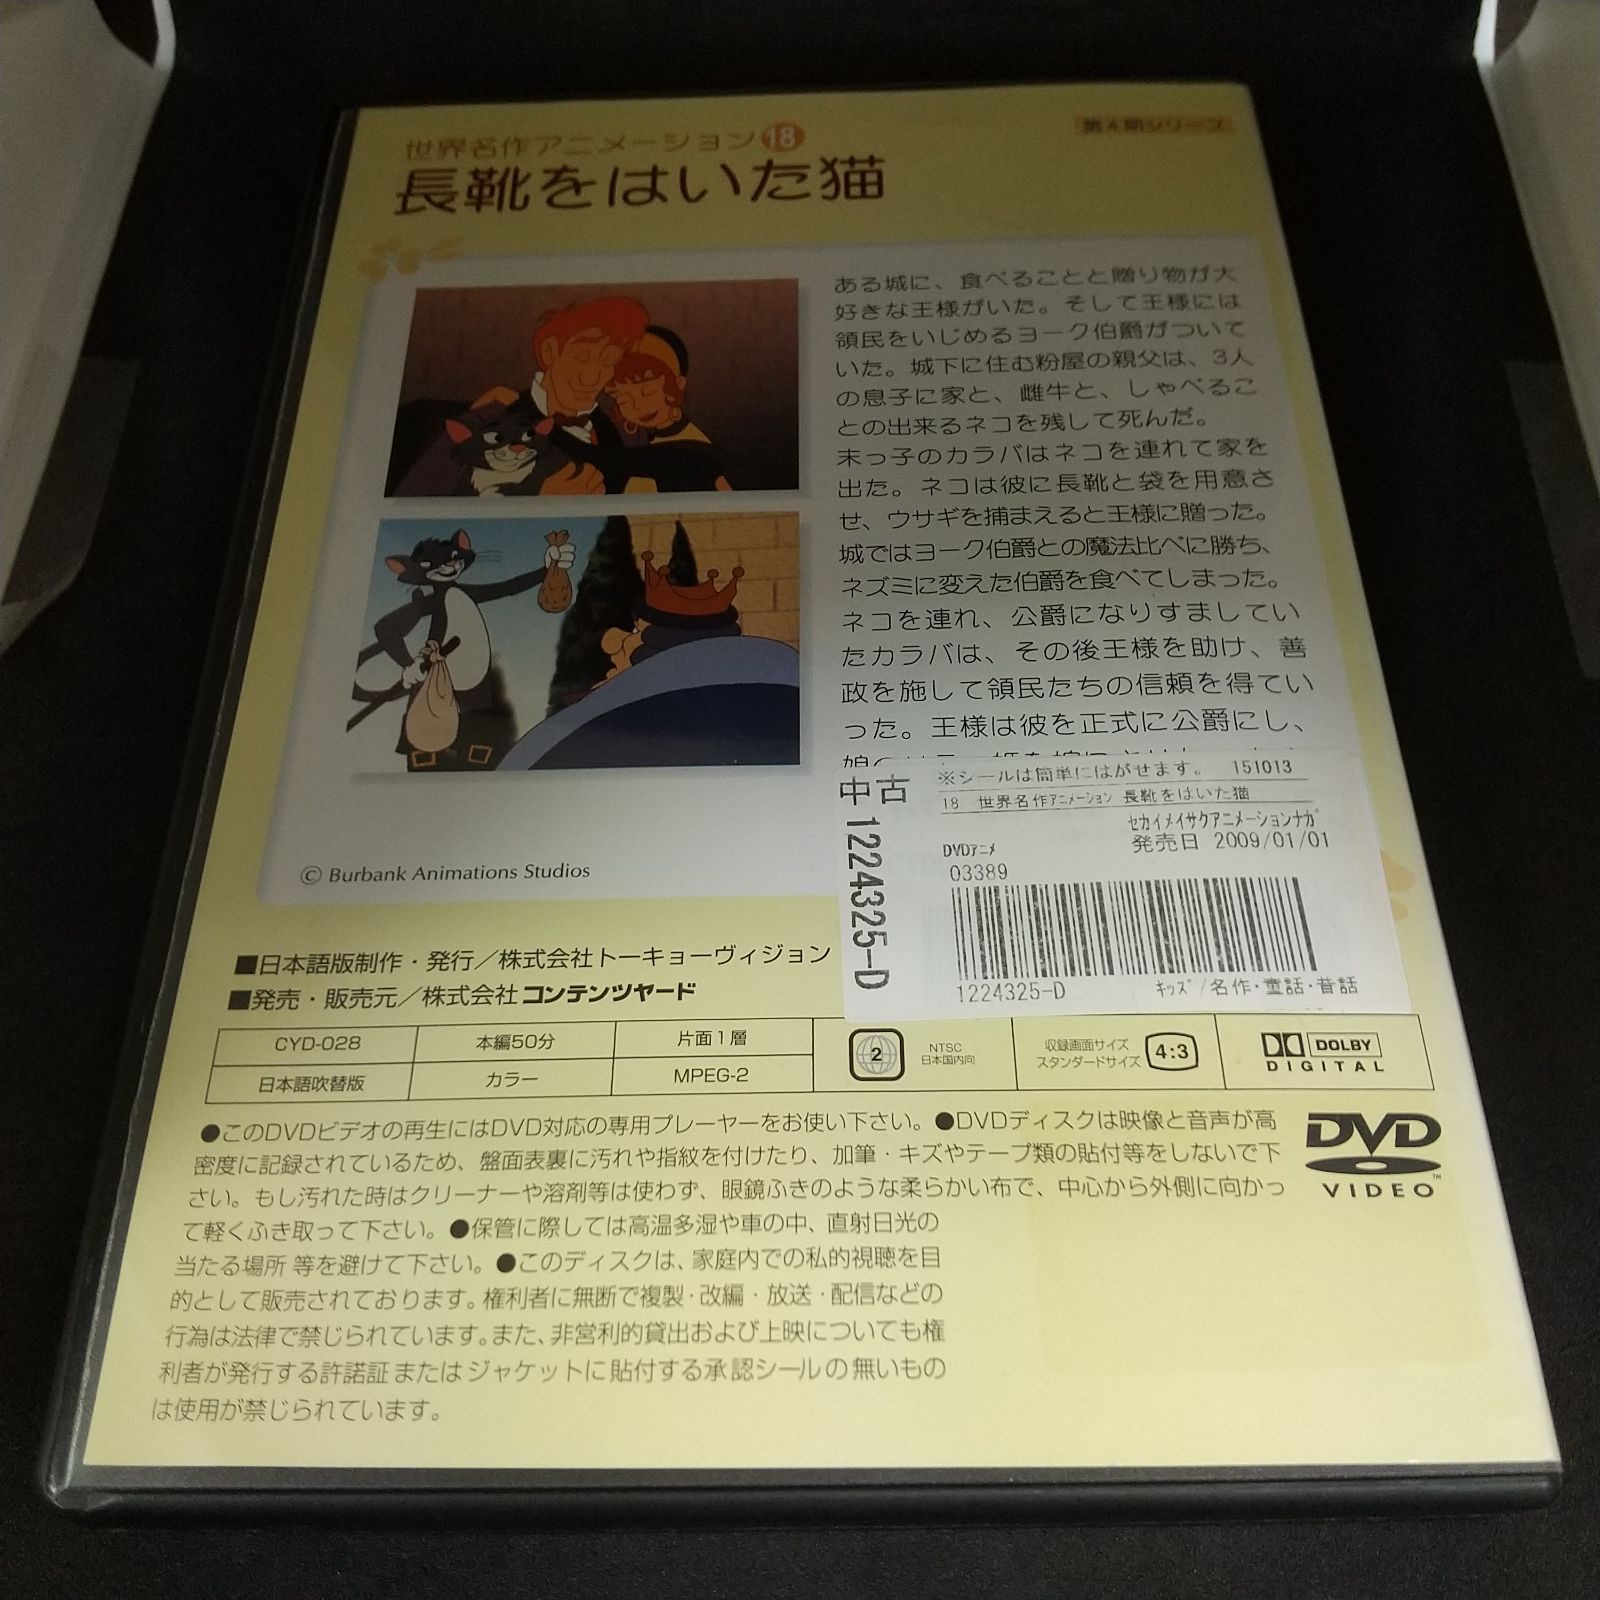 世界名作アニメーション 18
第4期シリーズ
長靴をはいた猫
ある城に、食べることと贈り物が大
好きな王様がいた。そして王様には
領民をいじめるヨーク伯爵がついて
いた。城下に住む粉屋の親父は、3人
の息子に家と、雌牛と、しゃべるこ
との出来るネコを残して死んだ。
末っ子のカラバはネコを連れて家を
出た。ネコは彼に長靴と袋を用意さ
せ、ウサギを捕まえると王様に贈った。
城ではヨーク伯爵との魔法比べに勝ち、
ネズミに変えた伯爵を食べてしまった。
ネコを連れ、公爵になりすましてい
たカラバは、その後王様を助け、善
政を施して領民たちの信頼を得てい
った。王様は彼を正式に公爵にし、
© Burbank Animations Studios
中古 1224325-D
※シールは簡単にはがせます。 151013
18 世界名作アニメーション 長靴をはいた猫
セカイメイサクアニメーションナガ
発売日 2009/01/01
DVDアニメ
03389
1224325-D
キッズ/名作・童話・昔話
■日本語版制作・発行／株式会社トーキョーヴィジョン
■発売・販売元／株式会社コンテンツヤード
CYD-028
本編50分
片面1層
日本語吹替版
カラー
MPEG-2
2
NTSC
日本国内向
収録画面サイズ
スタンダードサイズ
4:3
DOLBY
DIGITAL
●このDVDビデオの再生にはDVD対応の専用プレーヤーをお使い下さい。●DVDディスクは映像と音声が高
密度に記録されているため、盤面表裏に汚れや指紋を付けたり、加筆・キズやテープ類の貼付等をしないで下
さい。もし汚れた時はクリーナーや溶剤等は使わず、眼鏡ふきのような柔らかい布で、中心から外側に向かっ
て軽くふき取って下さい。●保管に際しては高温多湿や車の中、直射日光の
当たる場所 等を避けて下さい。●このディスクは、家庭内での私的視聴を目
的として販売されております。権利者に無断で複製・改編・放送・配信などの
行為は法律で禁じられています。また、非営利的貸出および上映についても権
利者が発行する許諾証またはジャケットに貼付する承認シールの無いもの
は使用が禁じられています。
DVD
VIDEO
TM